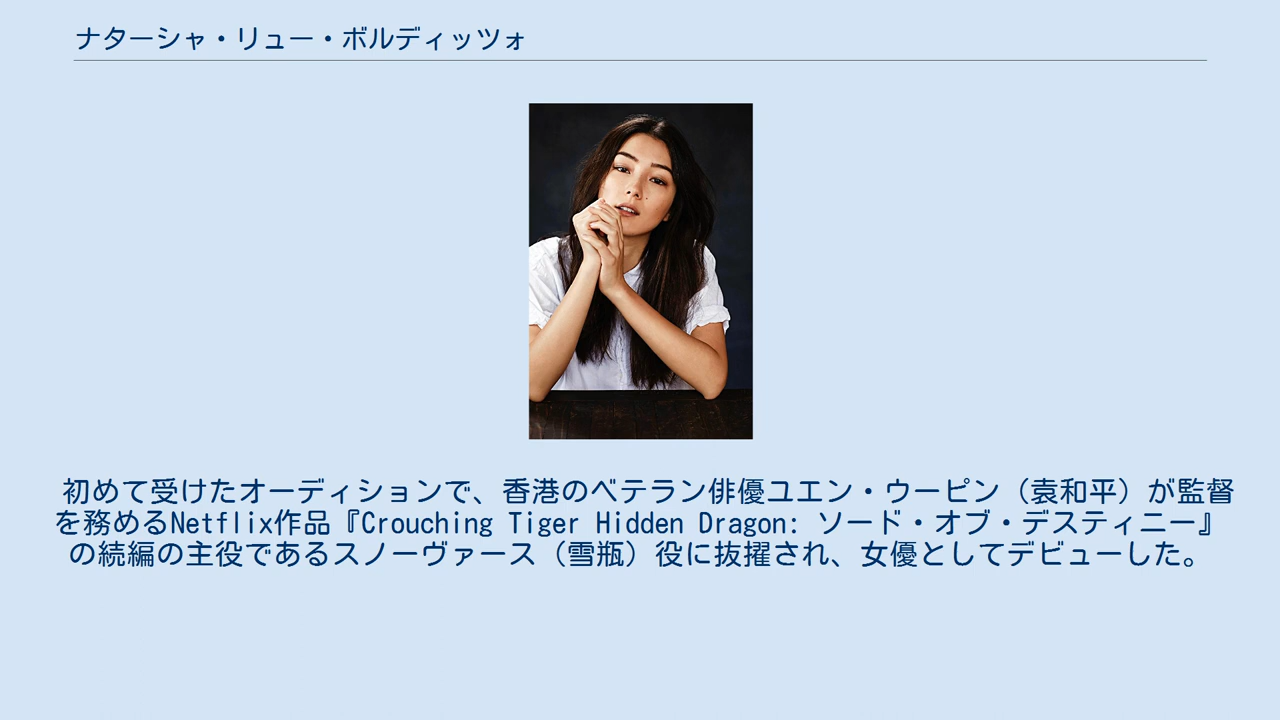 ナターシャ・リュー・ボルディッツォ
初めて受けたオーディションで、香港のベテラン俳優ユエン・ウーピン（袁和平）が監督
を務めるNetflix作品『Crouching Tiger Hidden Dragon: ソード・オブ・デスティニー』
の続編の主役であるスノーヴァース（雪瓶）役に抜擢され、女優としてデビューした。